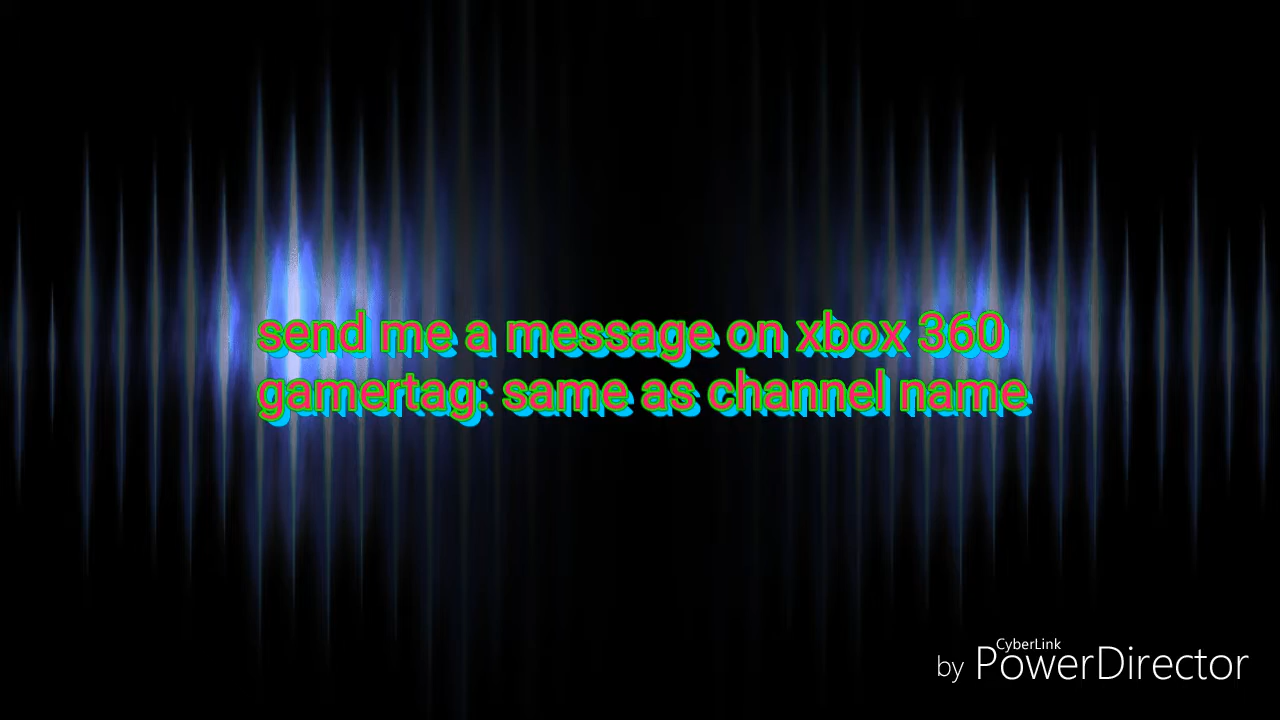 send me a message on xbox 360
gamertag: same as channel name
CyberLink
by PowerDirector